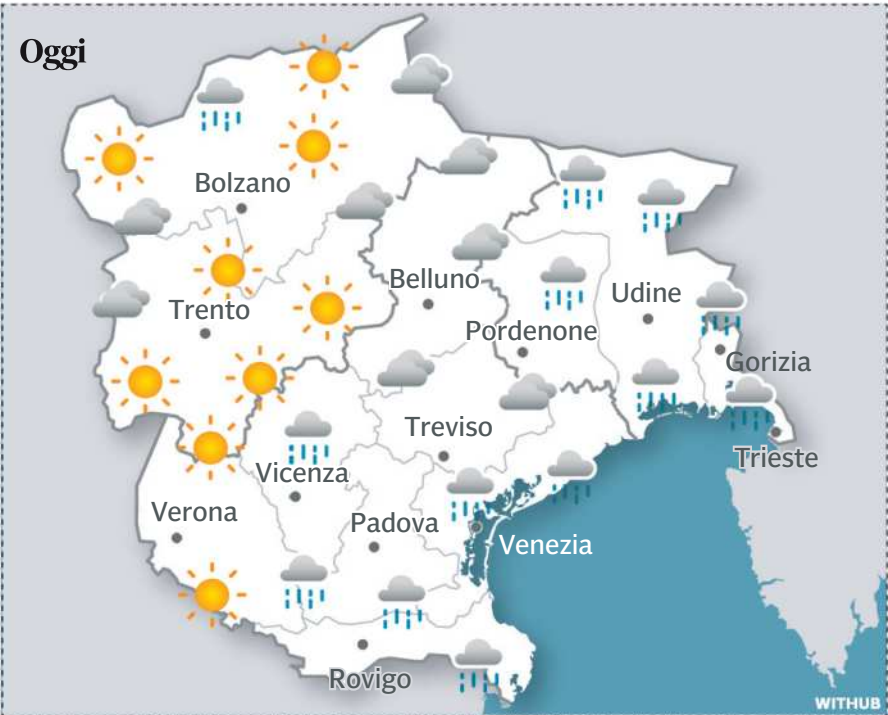 Oggi
Bolzano
Belluno
Udine
Trento
Pordenone
Gorizia
Treviso
Trieste
Vicenza
Verona
Padova
Venezia
Rovigo
WITHUB